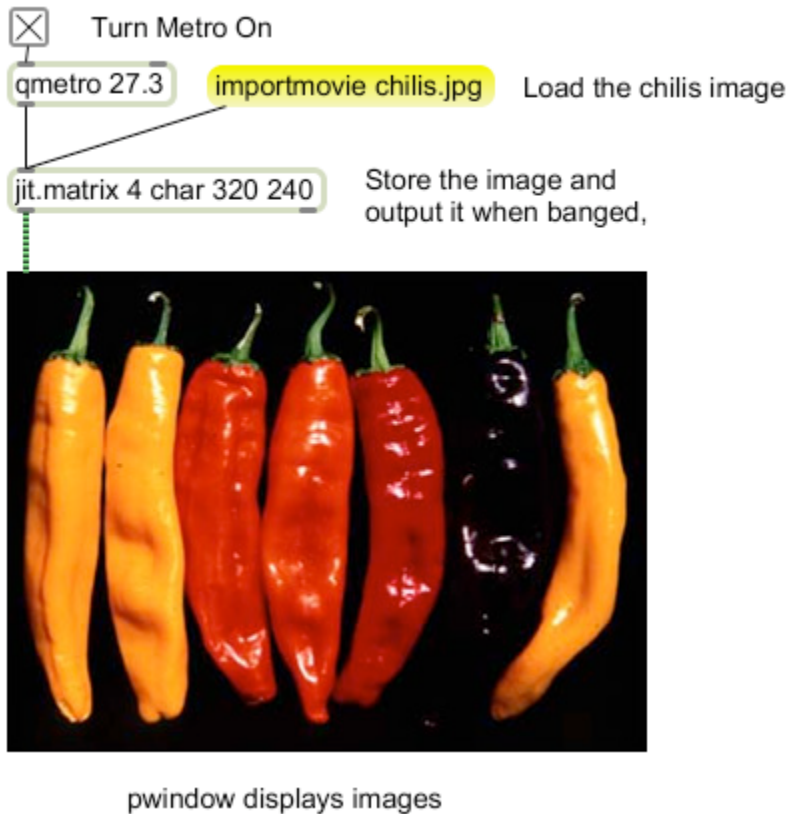 Turn Metro On
qmetro 27.3
importmovie chilis.jpg
Load the chilis image
jit.matrix 4 char 320 240
Store the image and
output it when banged,
pwindow displays images